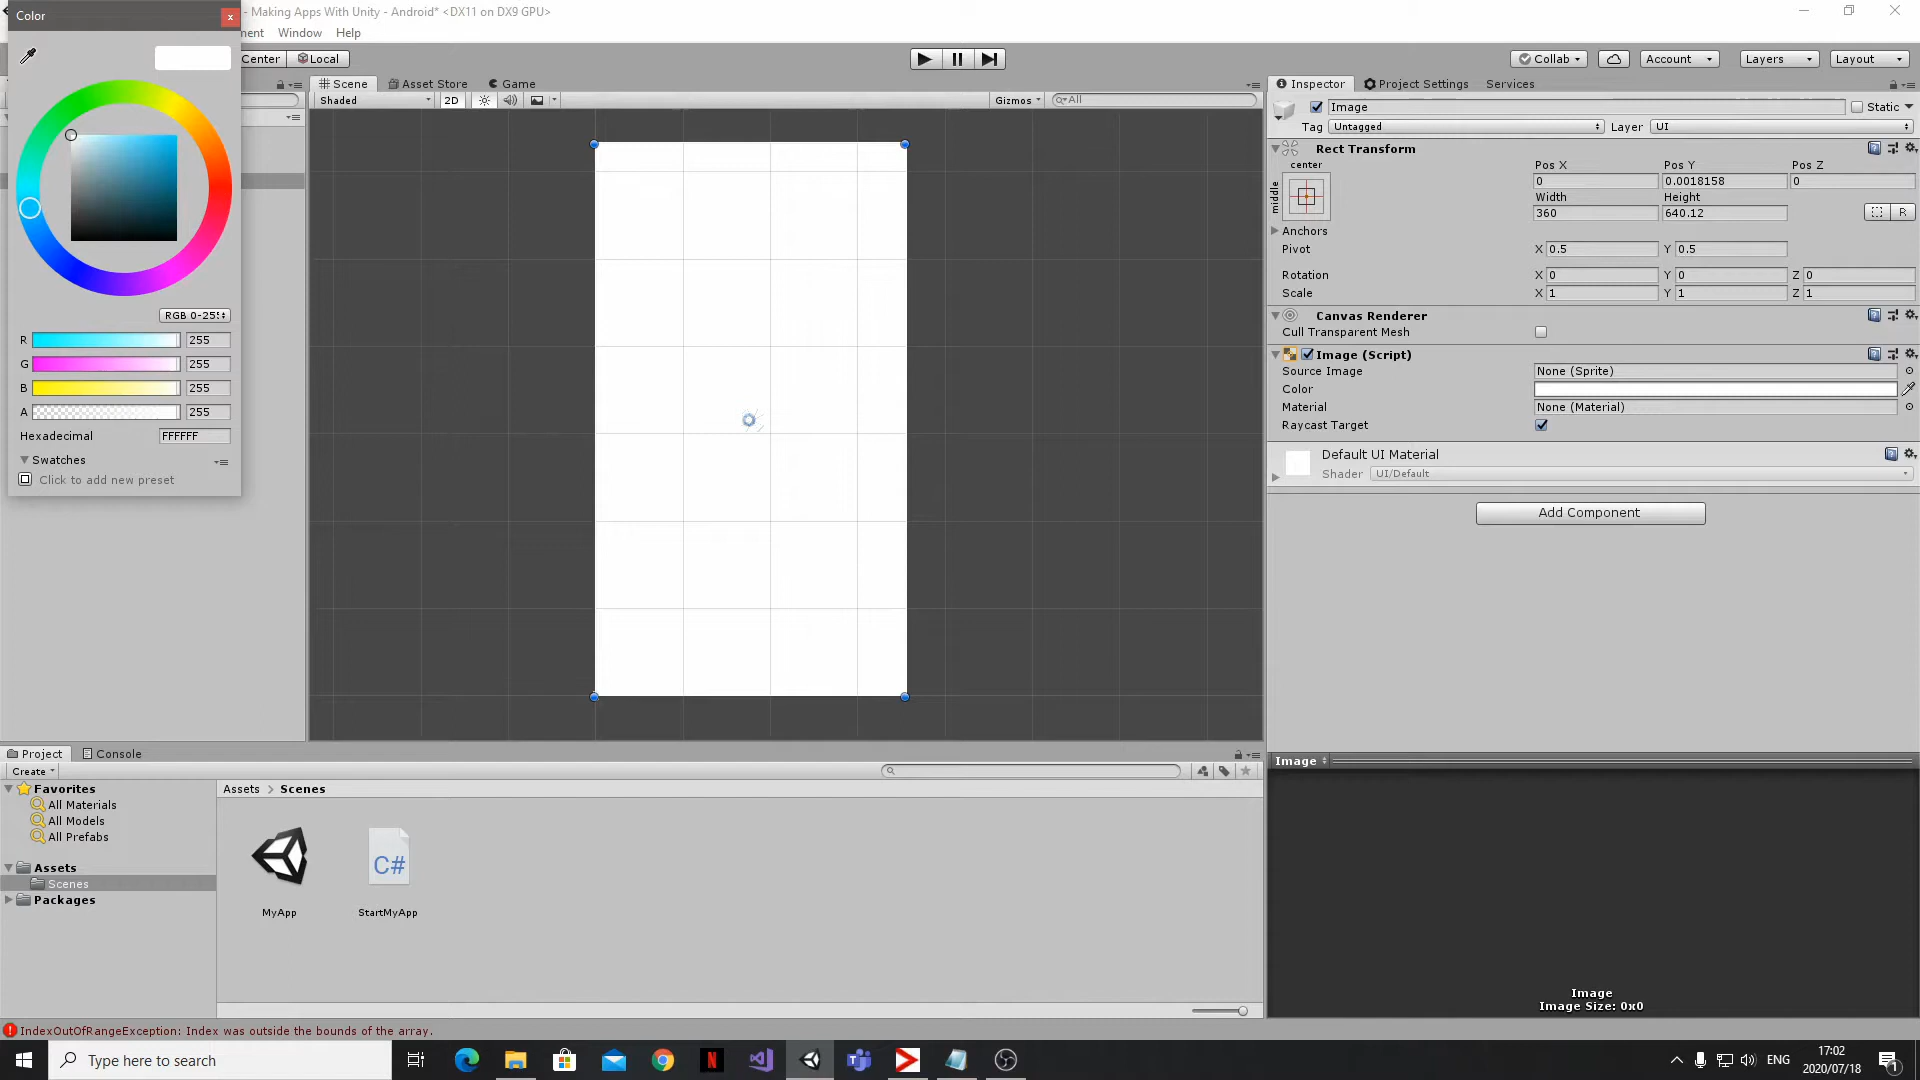 Color
x
- Making Apps With Unity - Android* <DX11 on DX9 GPU>
nent Window Help
Center Local
Collab
Account
Layers
Layout
Scene Asset Store Game
Shaded 2D Gizmos All
Inspector Project Settings Services
Image Static
Tag Untagged Layer UI
Rect Transform
center
middle
Pos X Pos Y Pos Z
0 0.0018158 0
Width Height
360 640.12
R
Anchors
Pivot X 0.5 Y 0.5
Rotation X 0 Y 0 Z 0
Scale X 1 Y 1 Z 1
Canvas Renderer
Cull Transparent Mesh
Image (Script)
Source Image None (Sprite)
Color
Material None (Material)
Raycast Target
Default UI Material
Shader UI/Default
Add Component
RGB 0-25
R 255
G 255
B 255
A 255
Hexadecimal FFFFFF
Swatches
Click to add new preset
Project Console
Create
Favorites
All Materials
All Models
All Prefabs
Assets
Scenes
Packages
Assets > Scenes
C#
MyApp StartMyApp
Image
Image
Image Size: 0x0
IndexOutOfRangeException: Index was outside the bounds of the array.
Type here to search
N
ENG
17:02
2020/07/18
1